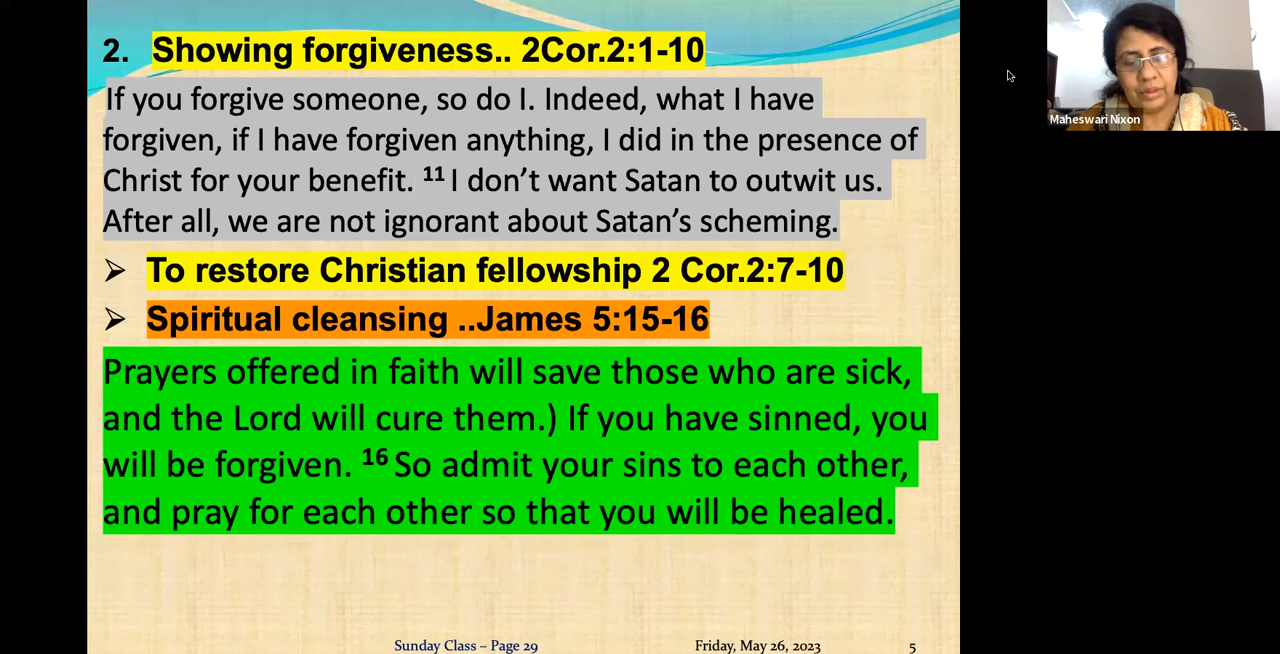 2. Showing forgiveness.. 2Cor.2:1-10
If you forgive someone, so do I. Indeed, what I have
forgiven, if I have forgiven anything, I did in the presence of
Christ for your benefit. 11 I don’t want Satan to outwit us.
After all, we are not ignorant about Satan’s scheming.
➢ To restore Christian fellowship 2 Cor.2:7-10
➢ Spiritual cleansing ..James 5:15-16
Prayers offered in faith will save those who are sick,
and the Lord will cure them.) If you have sinned, you
will be forgiven. 16 So admit your sins to each other,
and pray for each other so that you will be healed.
Sunday Class – Page 29
Friday, May 26, 2023
5
Maheswari Nixon